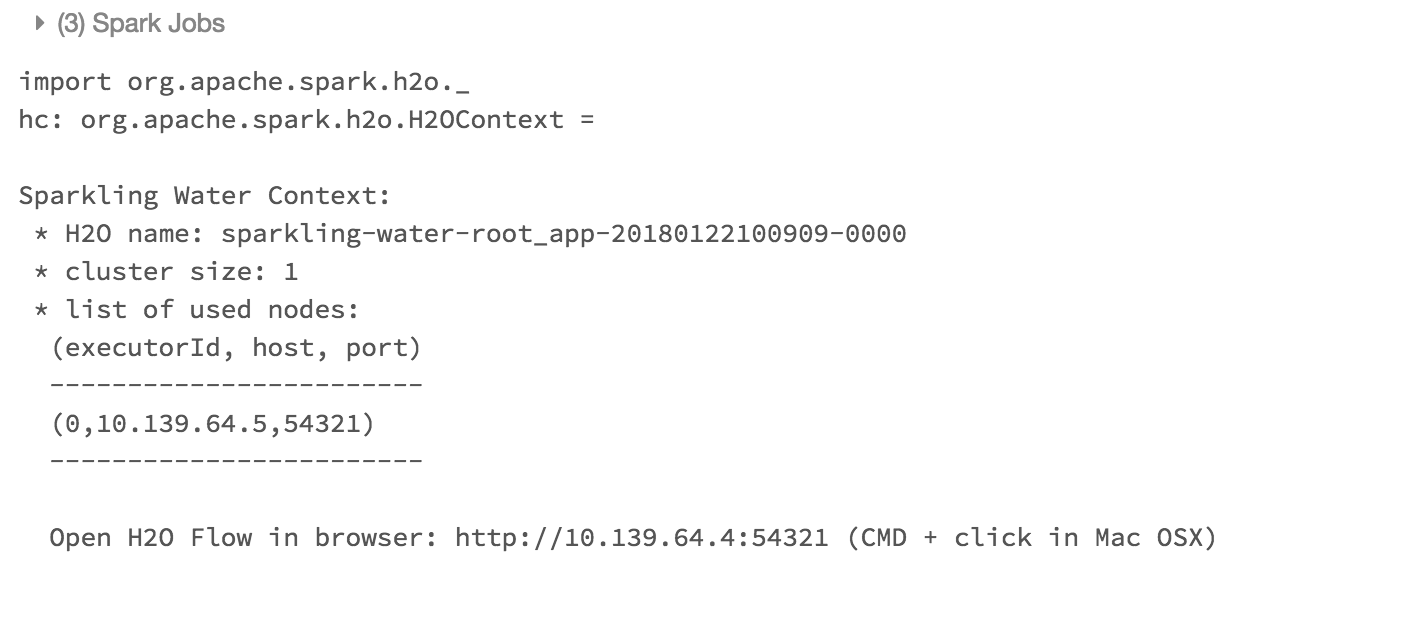 (3) Spark Jobs
import org.apache.spark.h2o._
hc: org.apache.spark.h2o.H2OContext =
Sparkling Water Context:
 * H2O name: sparkling-water-root_app-20180122100909-0000
 * cluster size: 1
 * list of used nodes:
  (executorId, host, port)
  ------------------------
  (0,10.139.64.5,54321)
  ------------------------
  Open H2O Flow in browser: http://10.139.64.4:54321 (CMD + click in Mac OSX)